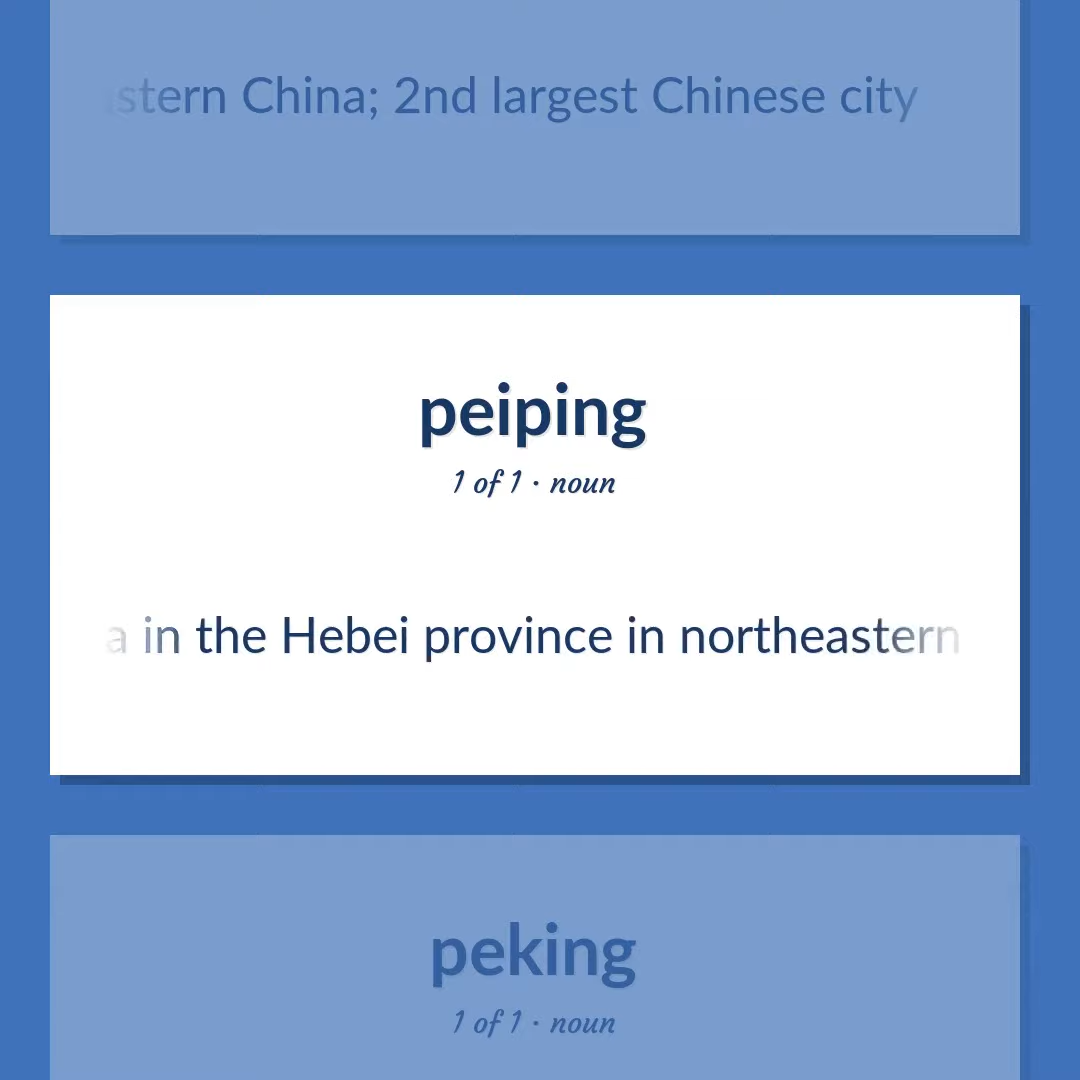 stern China; 2nd largest Chinese city
peiping
1 of 1 · noun
a in the Hebei province in northeastern
peking
1 of 1 · noun